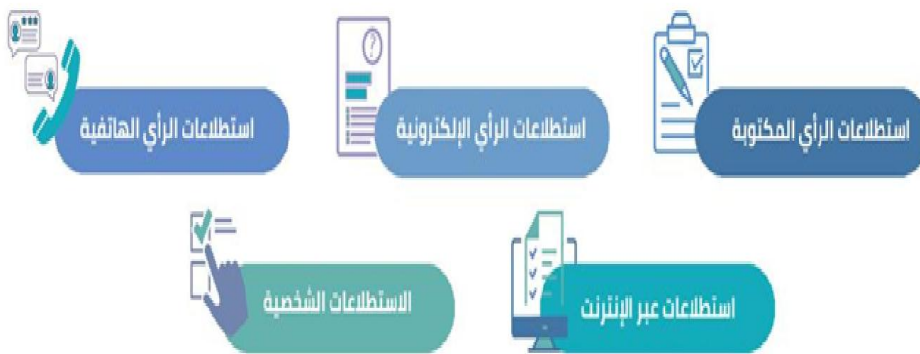 استطلاعات الرأي المكتوبة
استطلاعات الرأي الإلكترونية
استطلاعات الرأي الهاتفية
استطلاعات عبر الإنترنت
الاستطلاعات الشخصية